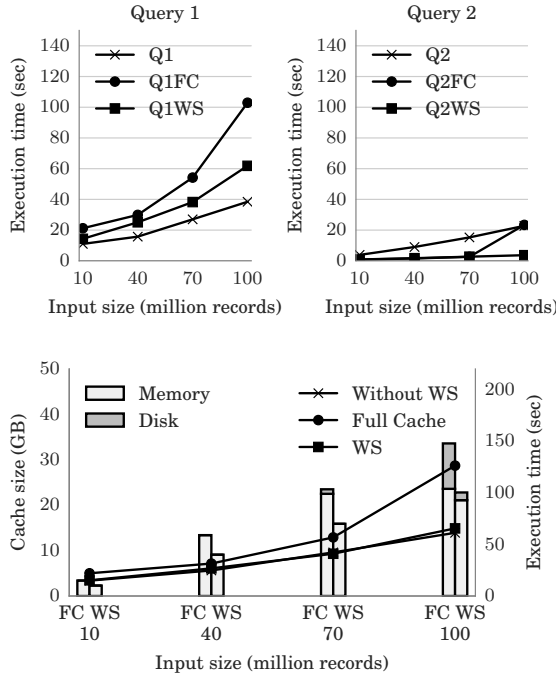 Query 1
Execution time (sec)
140
120
100
80
60
40
20
0
Q1
Q1FC
Q1WS
10 40 70 100
Input size (million records)
Query 2
Execution time (sec)
140
120
100
80
60
40
20
0
Q2
Q2FC
Q2WS
10 40 70 100
Input size (million records)
Cache size (GB)
50
40
30
20
10
0
Memory
Disk
Without WS
Full Cache
WS
200
150
100
50
0
Execution time (sec)
FC WS FC WS FC WS FC WS
10 40 70 100
Input size (million records)